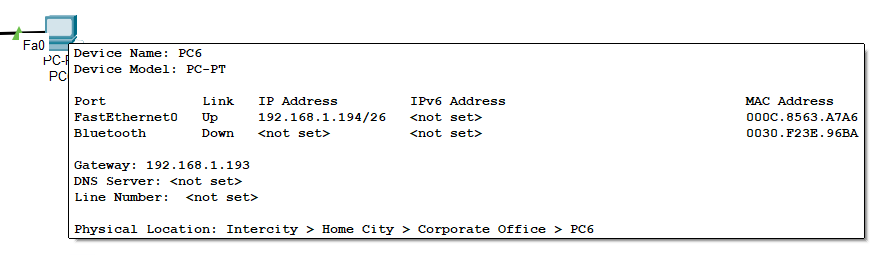 Fa0
PC-P
PC
Device Name: PC6
Device Model: PC-PT
Port Link IP Address IPv6 Address MAC Address
FastEthernet0 Up 192.168.1.194/26 <not set> 000C.8563.A7A6
Bluetooth Down <not set> <not set> 0030.F23E.96BA
Gateway: 192.168.1.193
DNS Server: <not set>
Line Number: <not set>
Physical Location: Intercity > Home City > Corporate Office > PC6